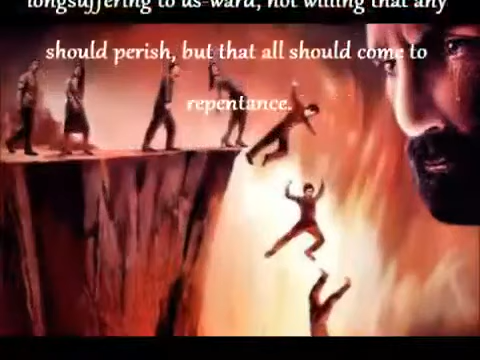 longsuffering to us-ward, not willing that any
should perish, but that all should come to
repentance.